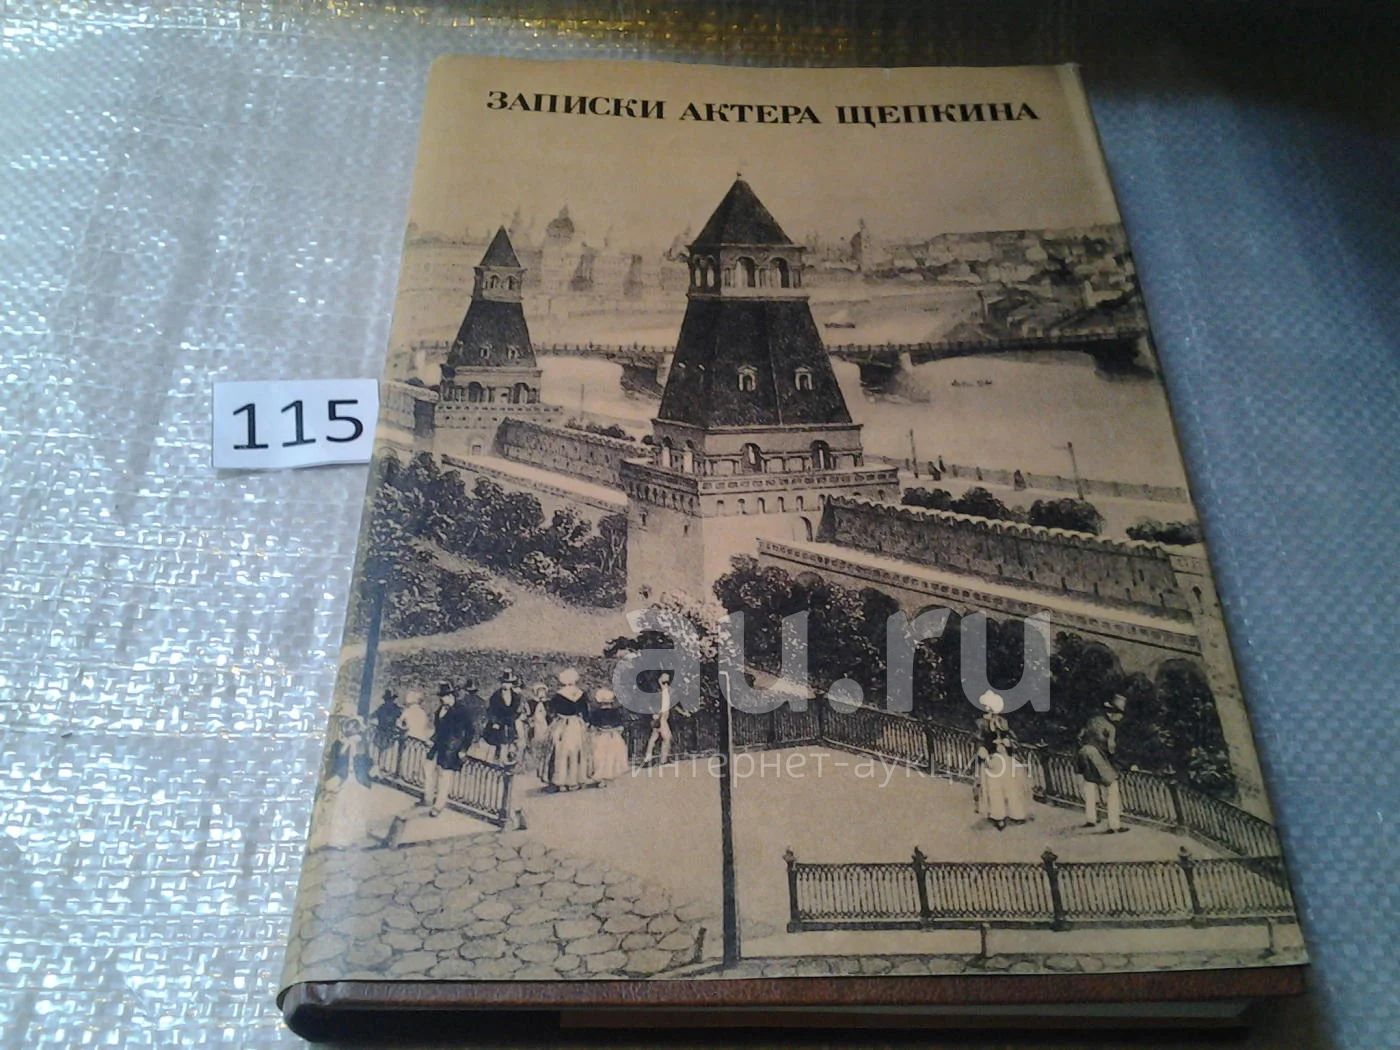 ЗАПИСКИ АКТЕРА ЩЕПКИНА
115
au.ru
интернет-аукцион